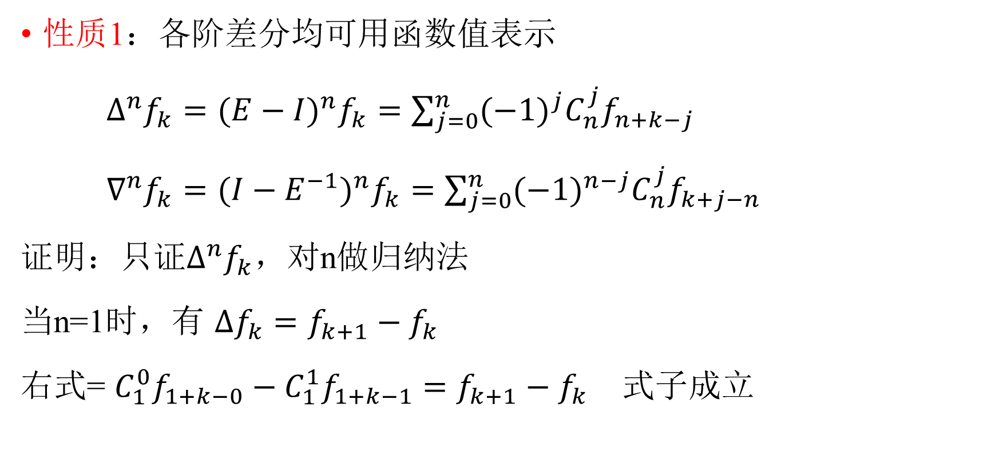 • 性质1：各阶差分均可用函数值表示
$\Delta^n f_k = (E - I)^n f_k = \sum_{j=0}^{n} (-1)^j C_n^j f_{n+k-j}$
$\nabla^n f_k = (I - E^{-1})^n f_k = \sum_{j=0}^{n} (-1)^{n-j} C_n^j f_{k+j-n}$
证明：只证$\Delta^n f_k$，对n做归纳法
当n=1时，有 $\Delta f_k = f_{k+1} - f_k$
右式= $C_1^0 f_{1+k-0} - C_1^1 f_{1+k-1} = f_{k+1} - f_k$ 式子成立